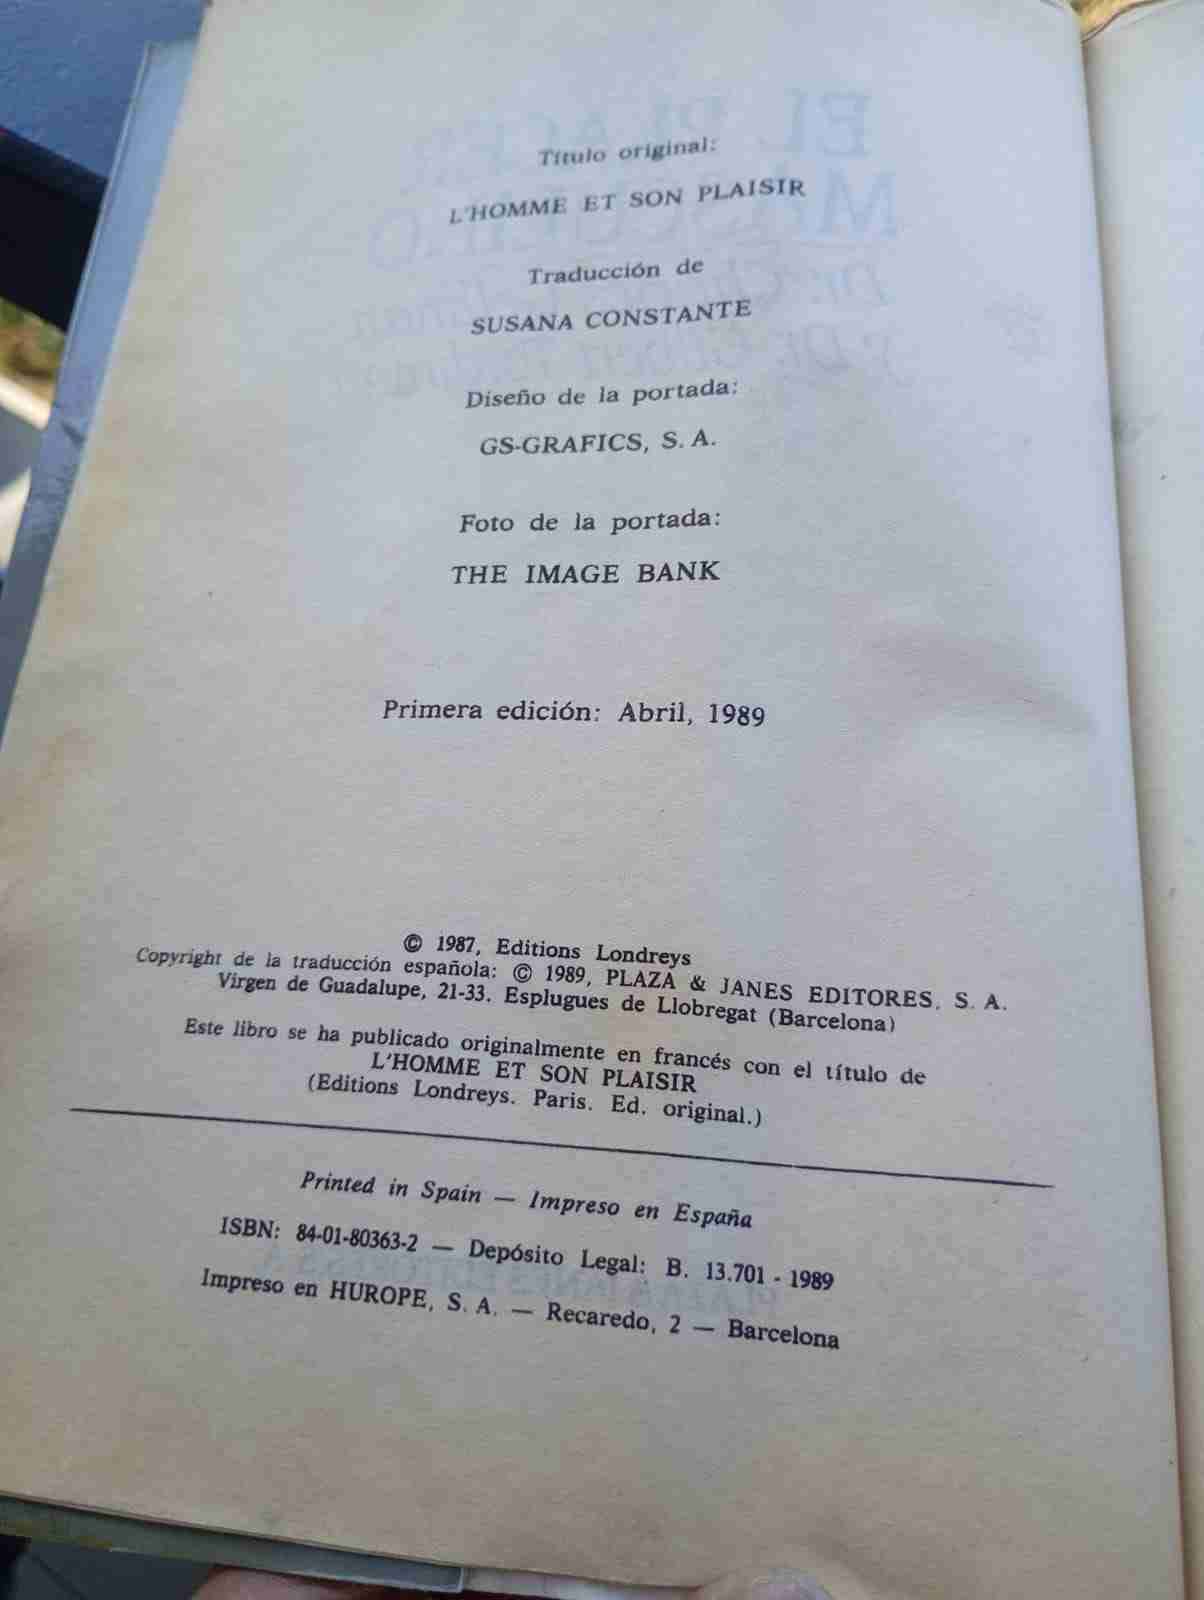 Título original:
L'HOMME ET SON PLAISIR
Traducción de
SUSANA CONSTANTE
Diseño de la portada:
GS-GRAFICS, S. A.
Foto de la portada:
THE IMAGE BANK
Primera edición: Abril, 1989
© 1987, Editions Londreys
Copyright de la traducción española: © 1989, PLAZA & JANES EDITORES, S. A.
Virgen de Guadalupe, 21-33. Esplugues de Llobregat (Barcelona)
Este libro se ha publicado originalmente en francés con el título de
L'HOMME ET SON PLAISIR
(Editions Londreys. Paris. Ed. original.)
Printed in Spain — Impreso en España
ISBN: 84-01-80363-2 — Depósito Legal: B. 13.701 - 1989
Impreso en HUROPE, S. A. — Recaredo, 2 — Barcelona